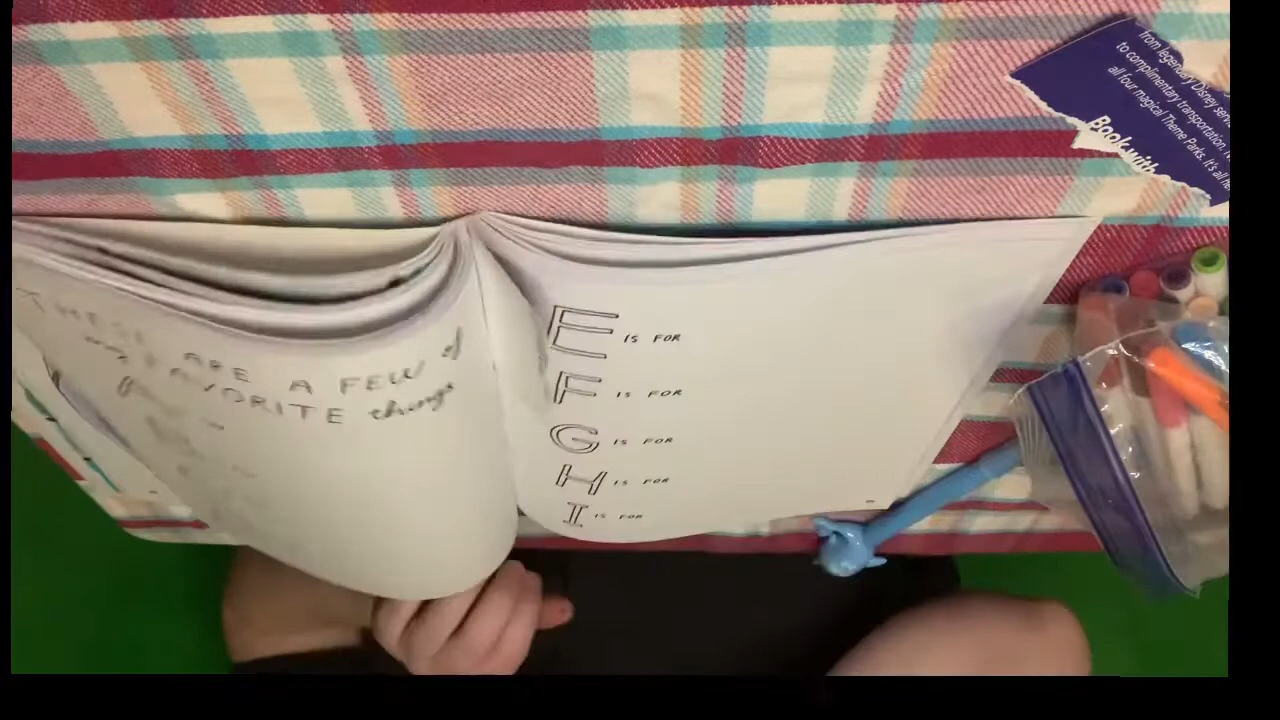 THESE ARE A FEW of
my FAVORITE things
E IS FOR
F IS FOR
G IS FOR
H IS FOR
I IS FOR
from legendary Disney
to complimentary transportation.
all four magical Theme Parks. It's all
Book with